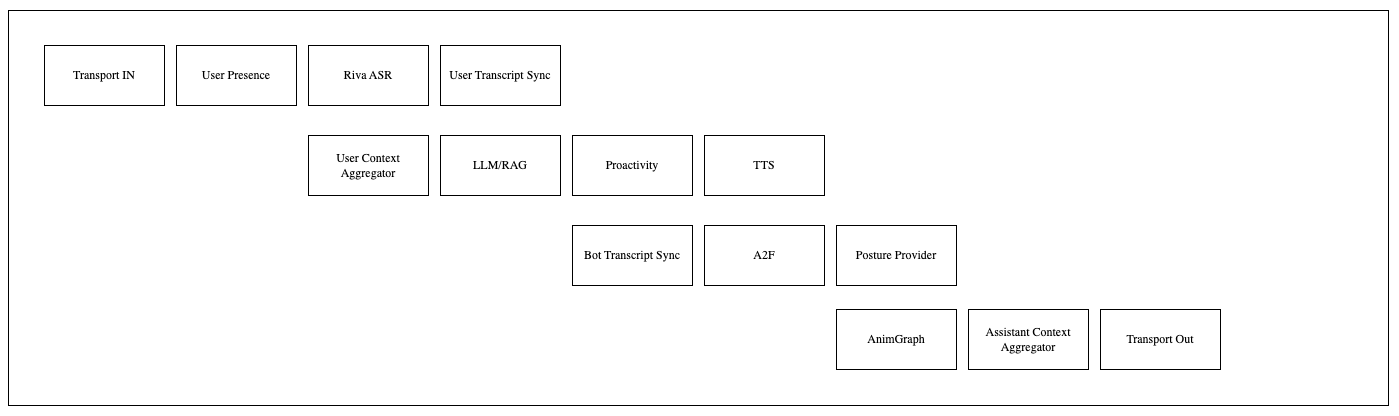 Transport IN
User Presence
Riva ASR
User Transcript Sync
User Context
Aggregator
LLM/RAG
Proactivity
TTS
Bot Transcript Sync
A2F
Posture Provider
AnimGraph
Assistant Context
Aggregator
Transport Out